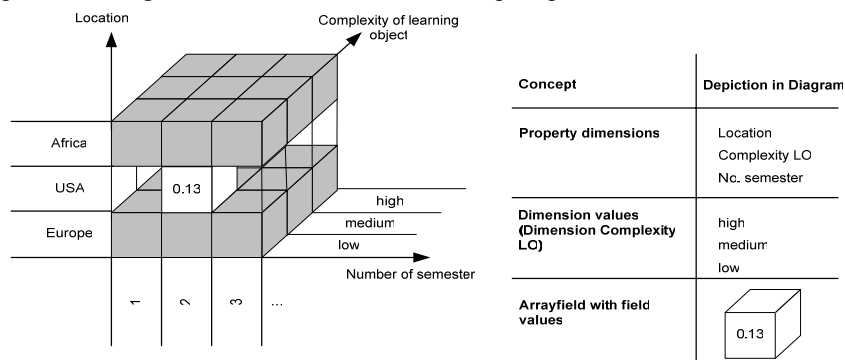 Location
Complexity of learning
object
Africa
USA
0.13
Europe
high
medium
low
Number of semester
1
2
3
...
Concept
Depiction in Diagram
Property dimensions
Location
Complexity LO
No. semester
Dimension values
(Dimension Complexity
LO)
high
medium
low
Arrayfield with field
values
0.13